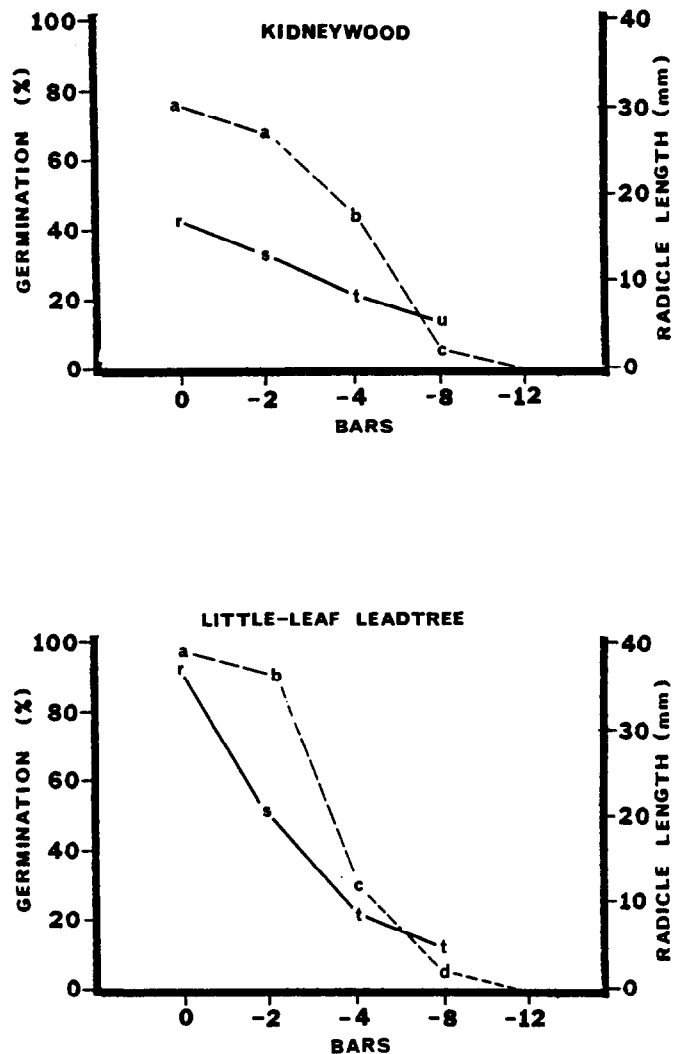 KIDNEYWOOD
GERMINATION (%)
100
80
60
40
20
0
a
a
b
c
r
s
t
u
40
30
20
10
0
RADICLE LENGTH (mm)
0 -2 -4 -8 -12
BARS
LITTLE-LEAF LEADTREE
GERMINATION (%)
100
80
60
40
20
0
a
b
c
d
r
s
t
t
40
30
20
10
0
RADICLE LENGTH (mm)
0 -2 -4 -8 -12
BARS